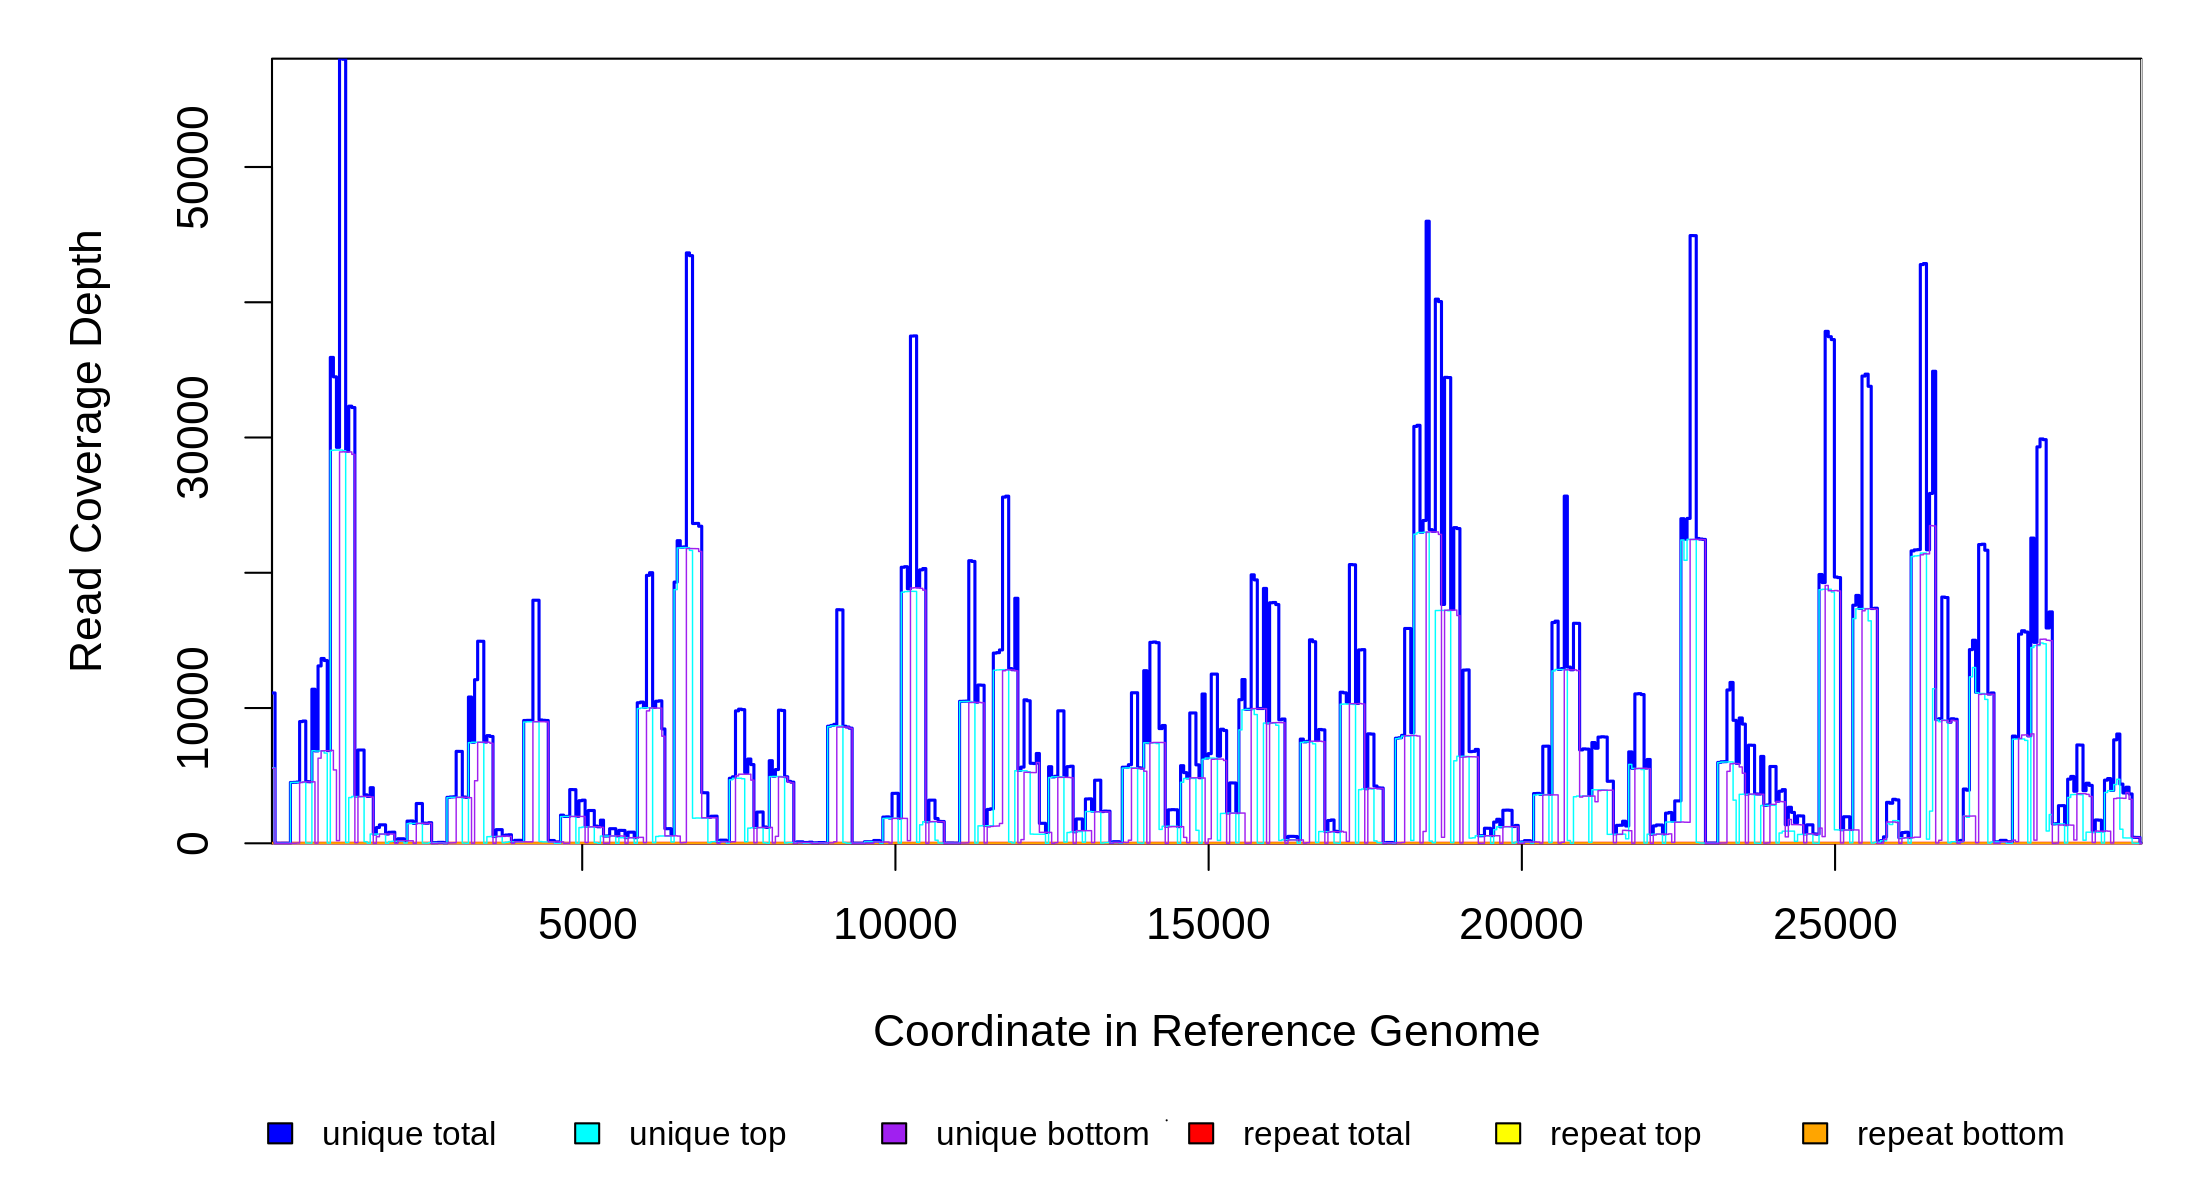 Read Coverage Depth
50000
30000
10000
0
5000 10000 15000 20000 25000
Coordinate in Reference Genome
unique total unique top unique bottom repeat total repeat top repeat bottom